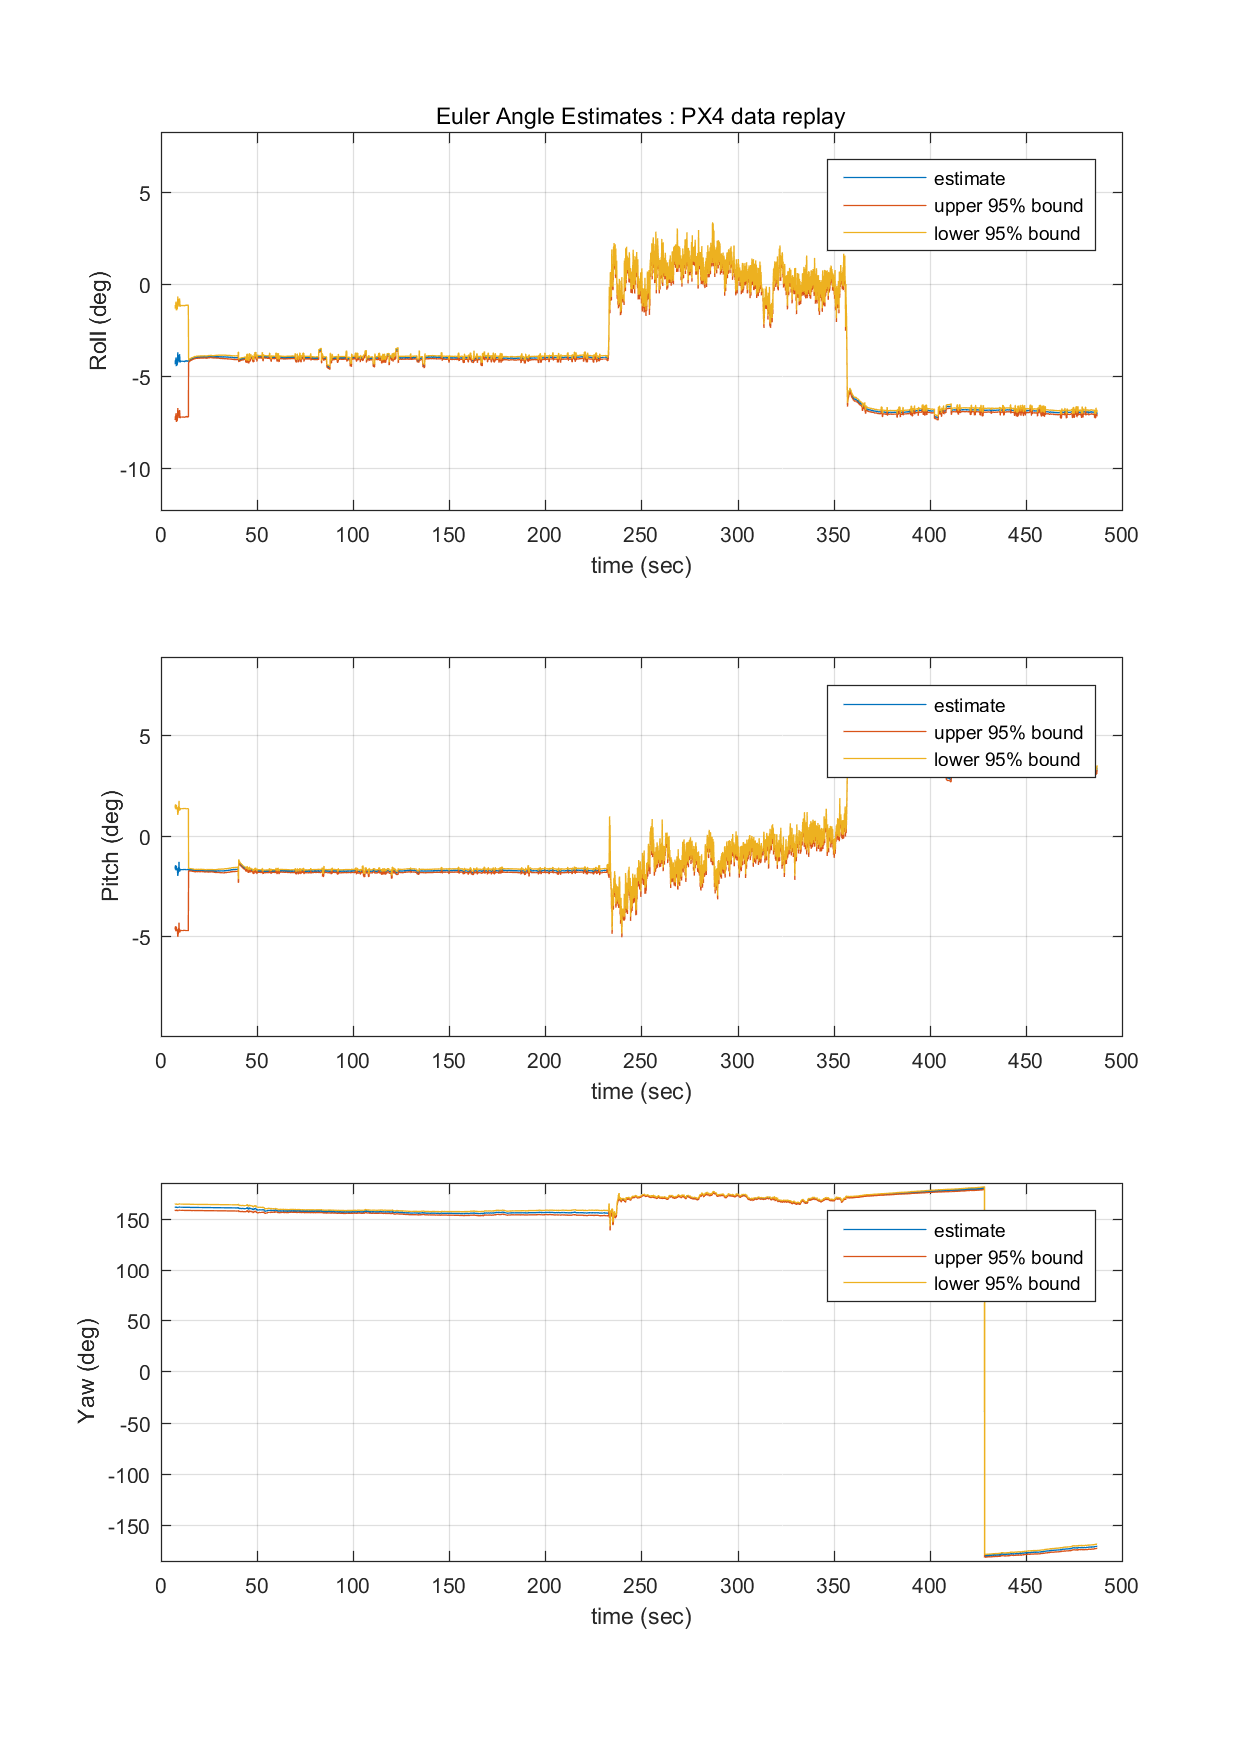 Euler Angle Estimates : PX4 data replay
Roll (deg)
5
0
-5
-10
estimate
upper 95% bound
lower 95% bound
0 50 100 150 200 250 300 350 400 450 500
time (sec)
Pitch (deg)
5
0
-5
estimate
upper 95% bound
lower 95% bound
0 50 100 150 200 250 300 350 400 450 500
time (sec)
Yaw (deg)
150
100
50
0
-50
-100
-150
estimate
upper 95% bound
lower 95% bound
0 50 100 150 200 250 300 350 400 450 500
time (sec)